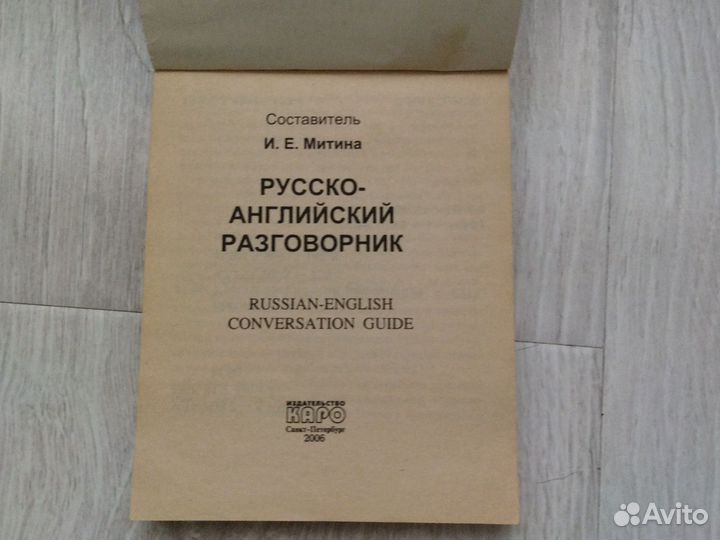 Составитель
И. Е. Митина
РУССКО-
АНГЛИЙСКИЙ
РАЗГОВОРНИК
RUSSIAN-ENGLISH
CONVERSATION GUIDE
ИЗДАТЕЛЬСТВО
КАРО
Санкт-Петербург
2006
Avito